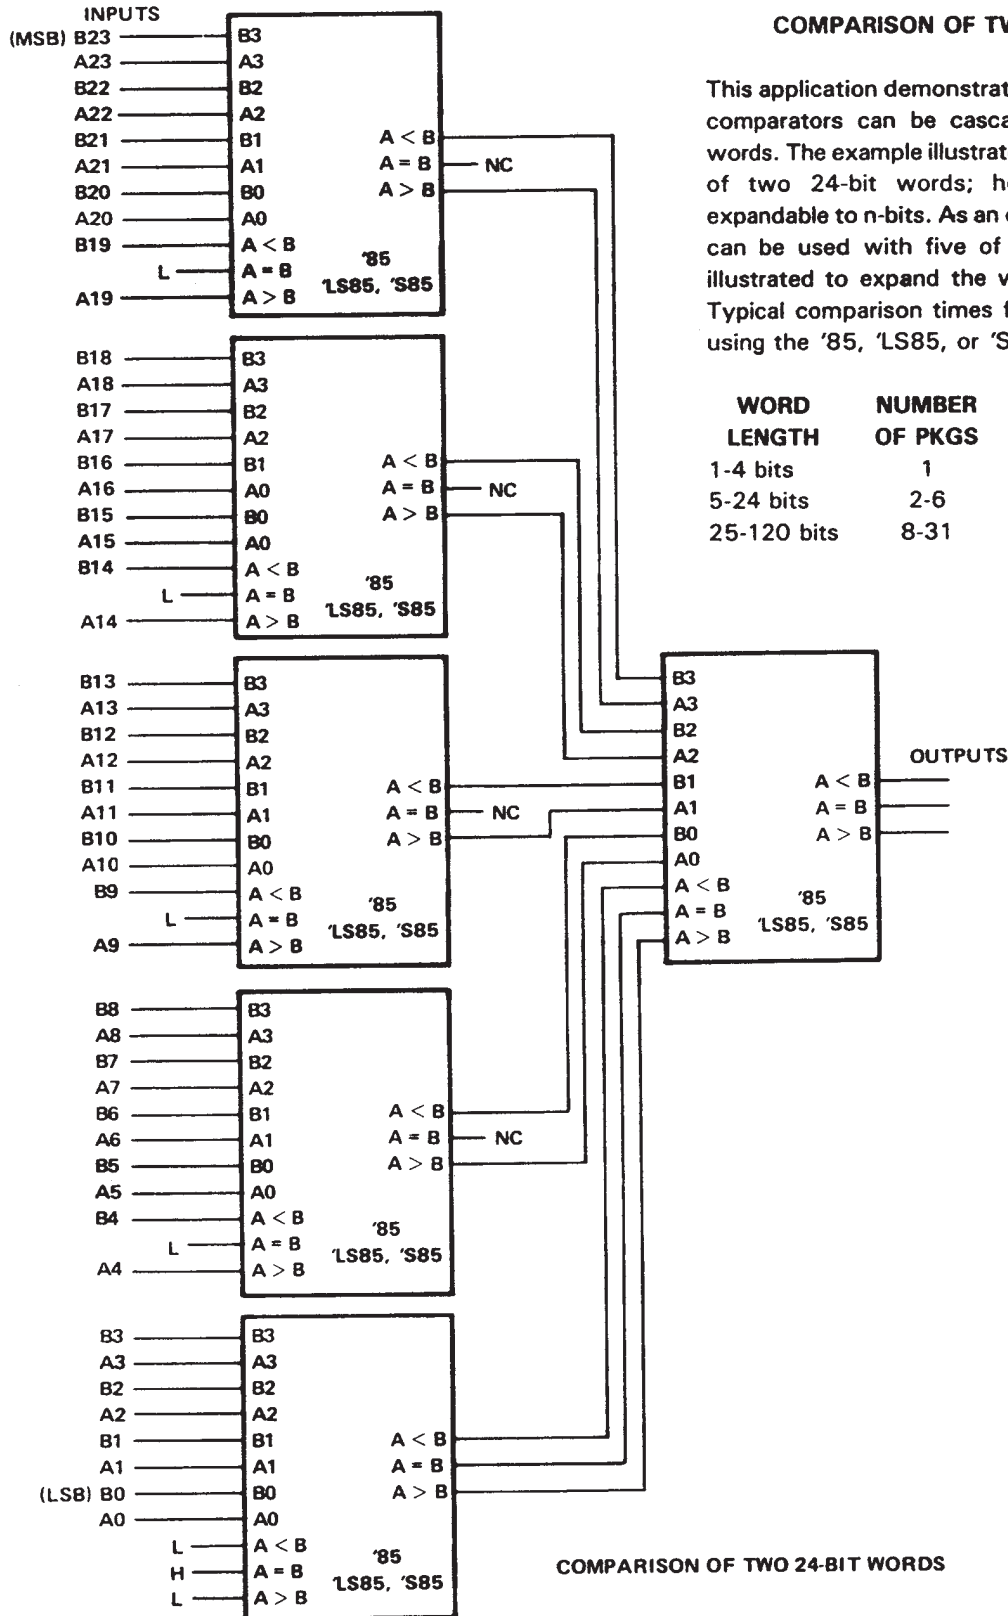 INPUTS
(MSB) B23 B3
A23 A3
B22 B2
A22 A2
B21 B1
A21 A1
B20 B0
A20 A0
B19 A < B
L A = B
A19 A > B
A < B
A = B NC
A > B
'85
'LS85, 'S85
B18 B3
A18 A3
B17 B2
A17 A2
B16 B1
A16 A0
B15 B0
A15 A0
B14 A < B
L A = B
A14 A > B
A < B
A = B NC
A > B
'85
'LS85, 'S85
B13 B3
A13 A3
B12 B2
A12 A2
B11 B1
A11 A1
B10 B0
A10 A0
B9 A < B
L A = B
A9 A > B
A < B
A = B NC
A > B
'85
'LS85, 'S85
B8 B3
A8 A3
B7 B2
A7 A2
B6 B1
A6 A1
B5 B0
A5 A0
B4 A < B
L A = B
A4 A > B
A < B
A = B NC
A > B
'85
'LS85, 'S85
B3 B3
A3 A3
B2 B2
A2 A2
B1 B1
A1 A1
(LSB) B0 B0
A0 A0
L A < B
H A = B
L A > B
A < B
A = B
A > B
'85
'LS85, 'S85
COMPARISON OF
This application demonstrat
comparators can be casca
words. The example illustrat
of two 24-bit words; h
expandable to n-bits. As an
can be used with five of
illustrated to expand the
Typical comparison times
using the '85, 'LS85, or 'S
WORD NUMBER
LENGTH OF PKGS
1-4 bits 1
5-24 bits 2-6
25-120 bits 8-31
B3
A3
B2
A2
B1
A1
B0
A0
A < B
A = B
A > B
OUTPUTS
A < B
A = B
A > B
'85
'LS85, 'S85
COMPARISON OF TWO 24-BIT WORDS